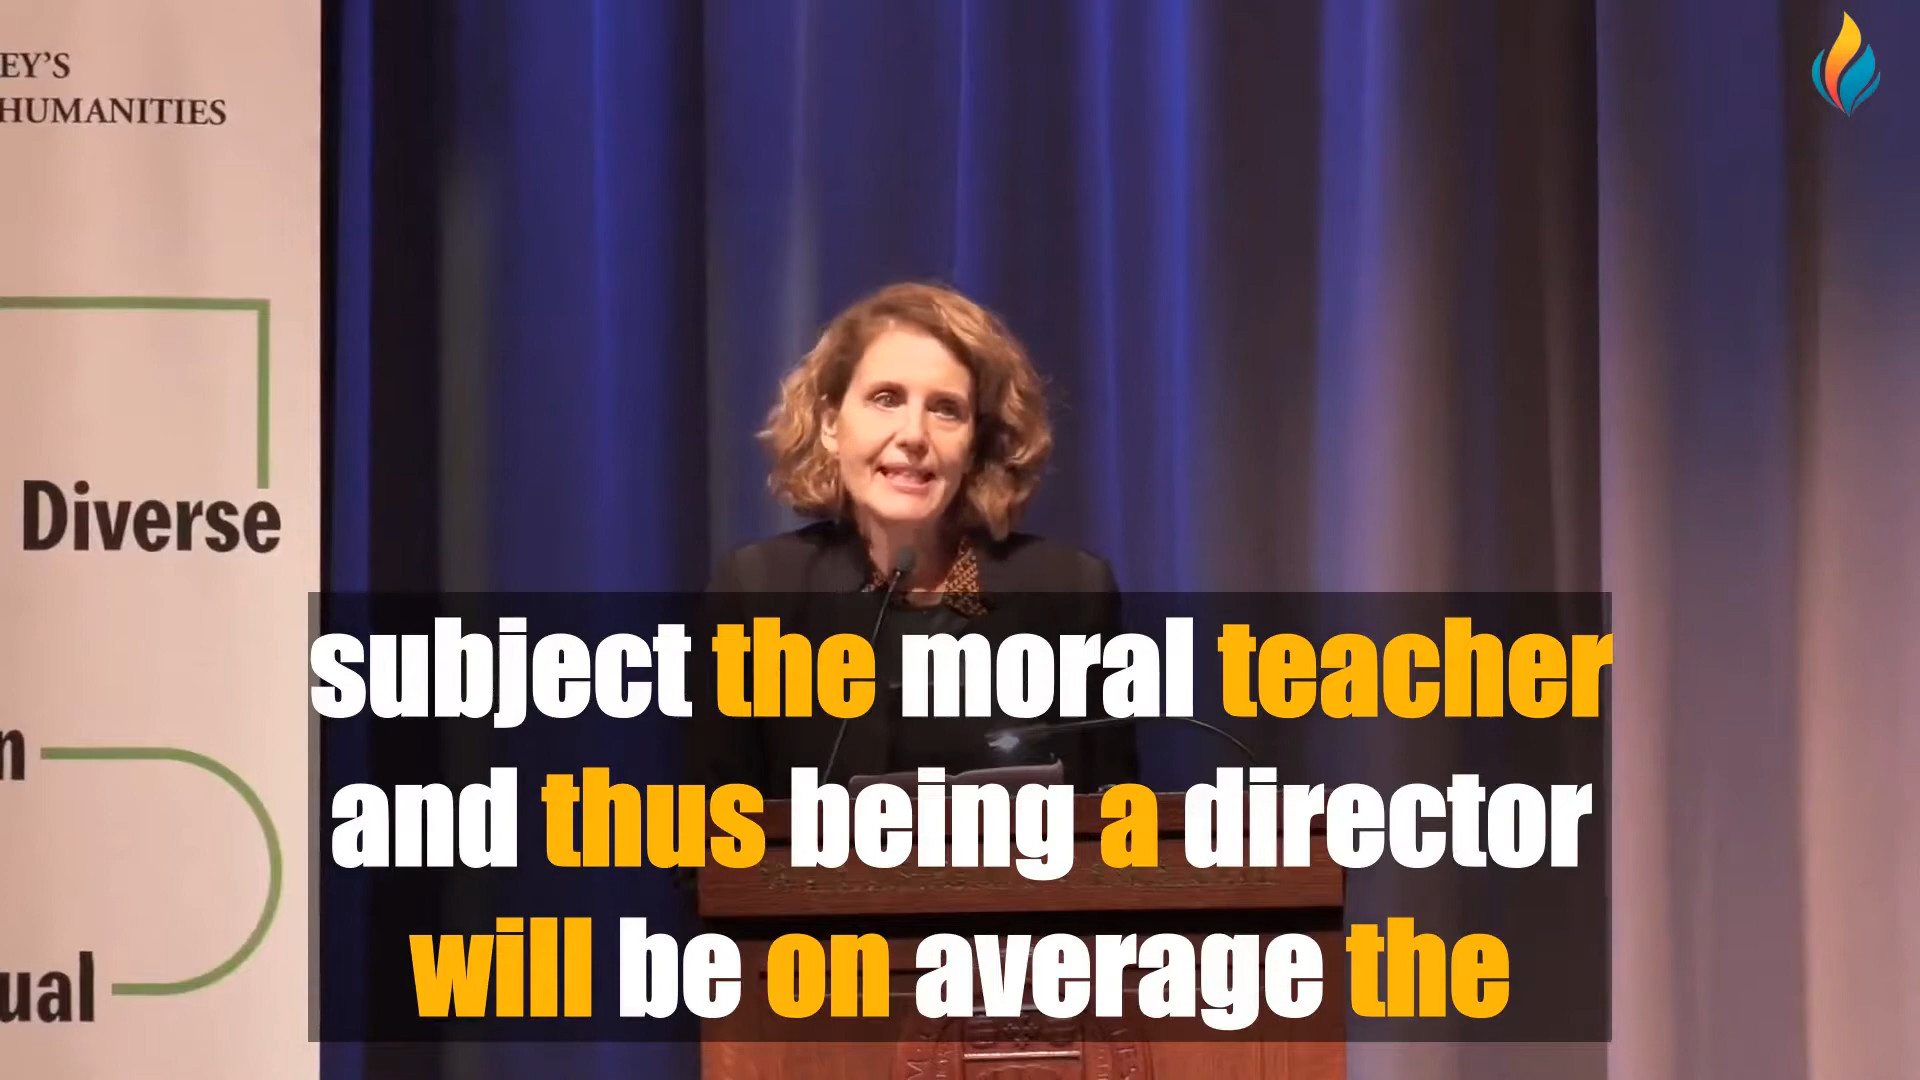 EY'S
HUMANITIES
Diverse
n
ual
subject the moral teacher
and thus being a director
will be on average the